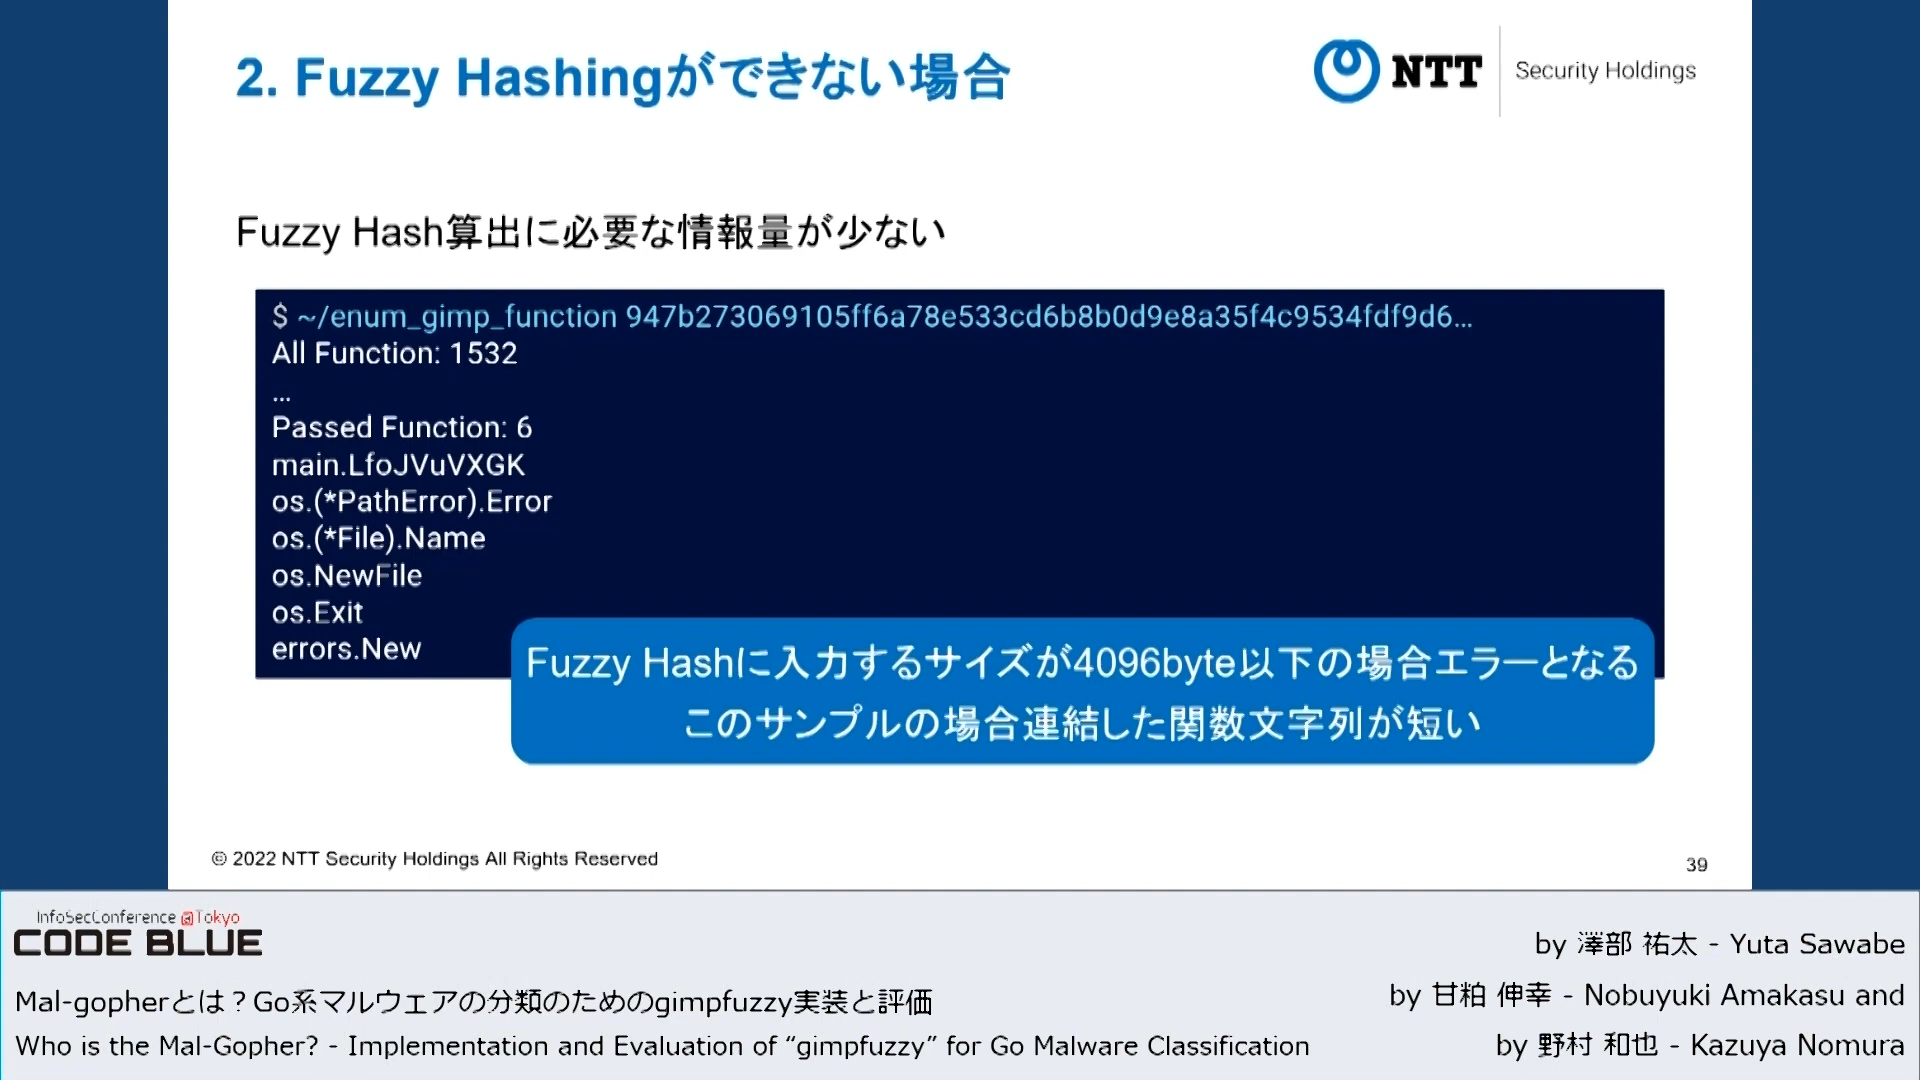 2. Fuzzy Hashingができない場合
NTT
Security Holdings
Fuzzy Hash算出に必要な情報量が少ない
$ ~/enum_gimp_function 947b273069105ff6a78e533cd6b8b0d9e8a35f4c9534fdf9d6...
All Function: 1532
...
Passed Function: 6
main.LfoJVuVXGK
os.(*PathError).Error
os.(*File).Name
os.NewFile
os.Exit
errors.New
Fuzzy Hashに入力するサイズが4096byte以下の場合エラーとなる
このサンプルの場合連結した関数文字列が短い
© 2022 NTT Security Holdings All Rights Reserved
39
InfoSecConference @Tokyo
CODE BLUE
Mal-gopherとは？Go系マルウェアの分類のためのgimpfuzzy実装と評価
Who is the Mal-Gopher? - Implementation and Evaluation of “gimpfuzzy” for Go Malware Classification
by 澤部 祐太 - Yuta Sawabe
by 甘粕 伸幸 - Nobuyuki Amakasu and
by 野村 和也 - Kazuya Nomura